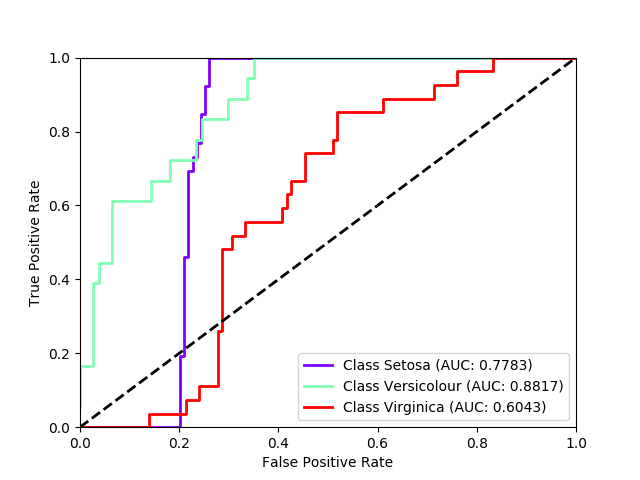 1.0
0.8
0.6
0.4
0.2
0.0
True Positive Rate
Class Setosa (AUC: 0.7783)
Class Versicolour (AUC: 0.8817)
Class Virginica (AUC: 0.6043)
0.0 0.2 0.4 0.6 0.8 1.0
False Positive Rate